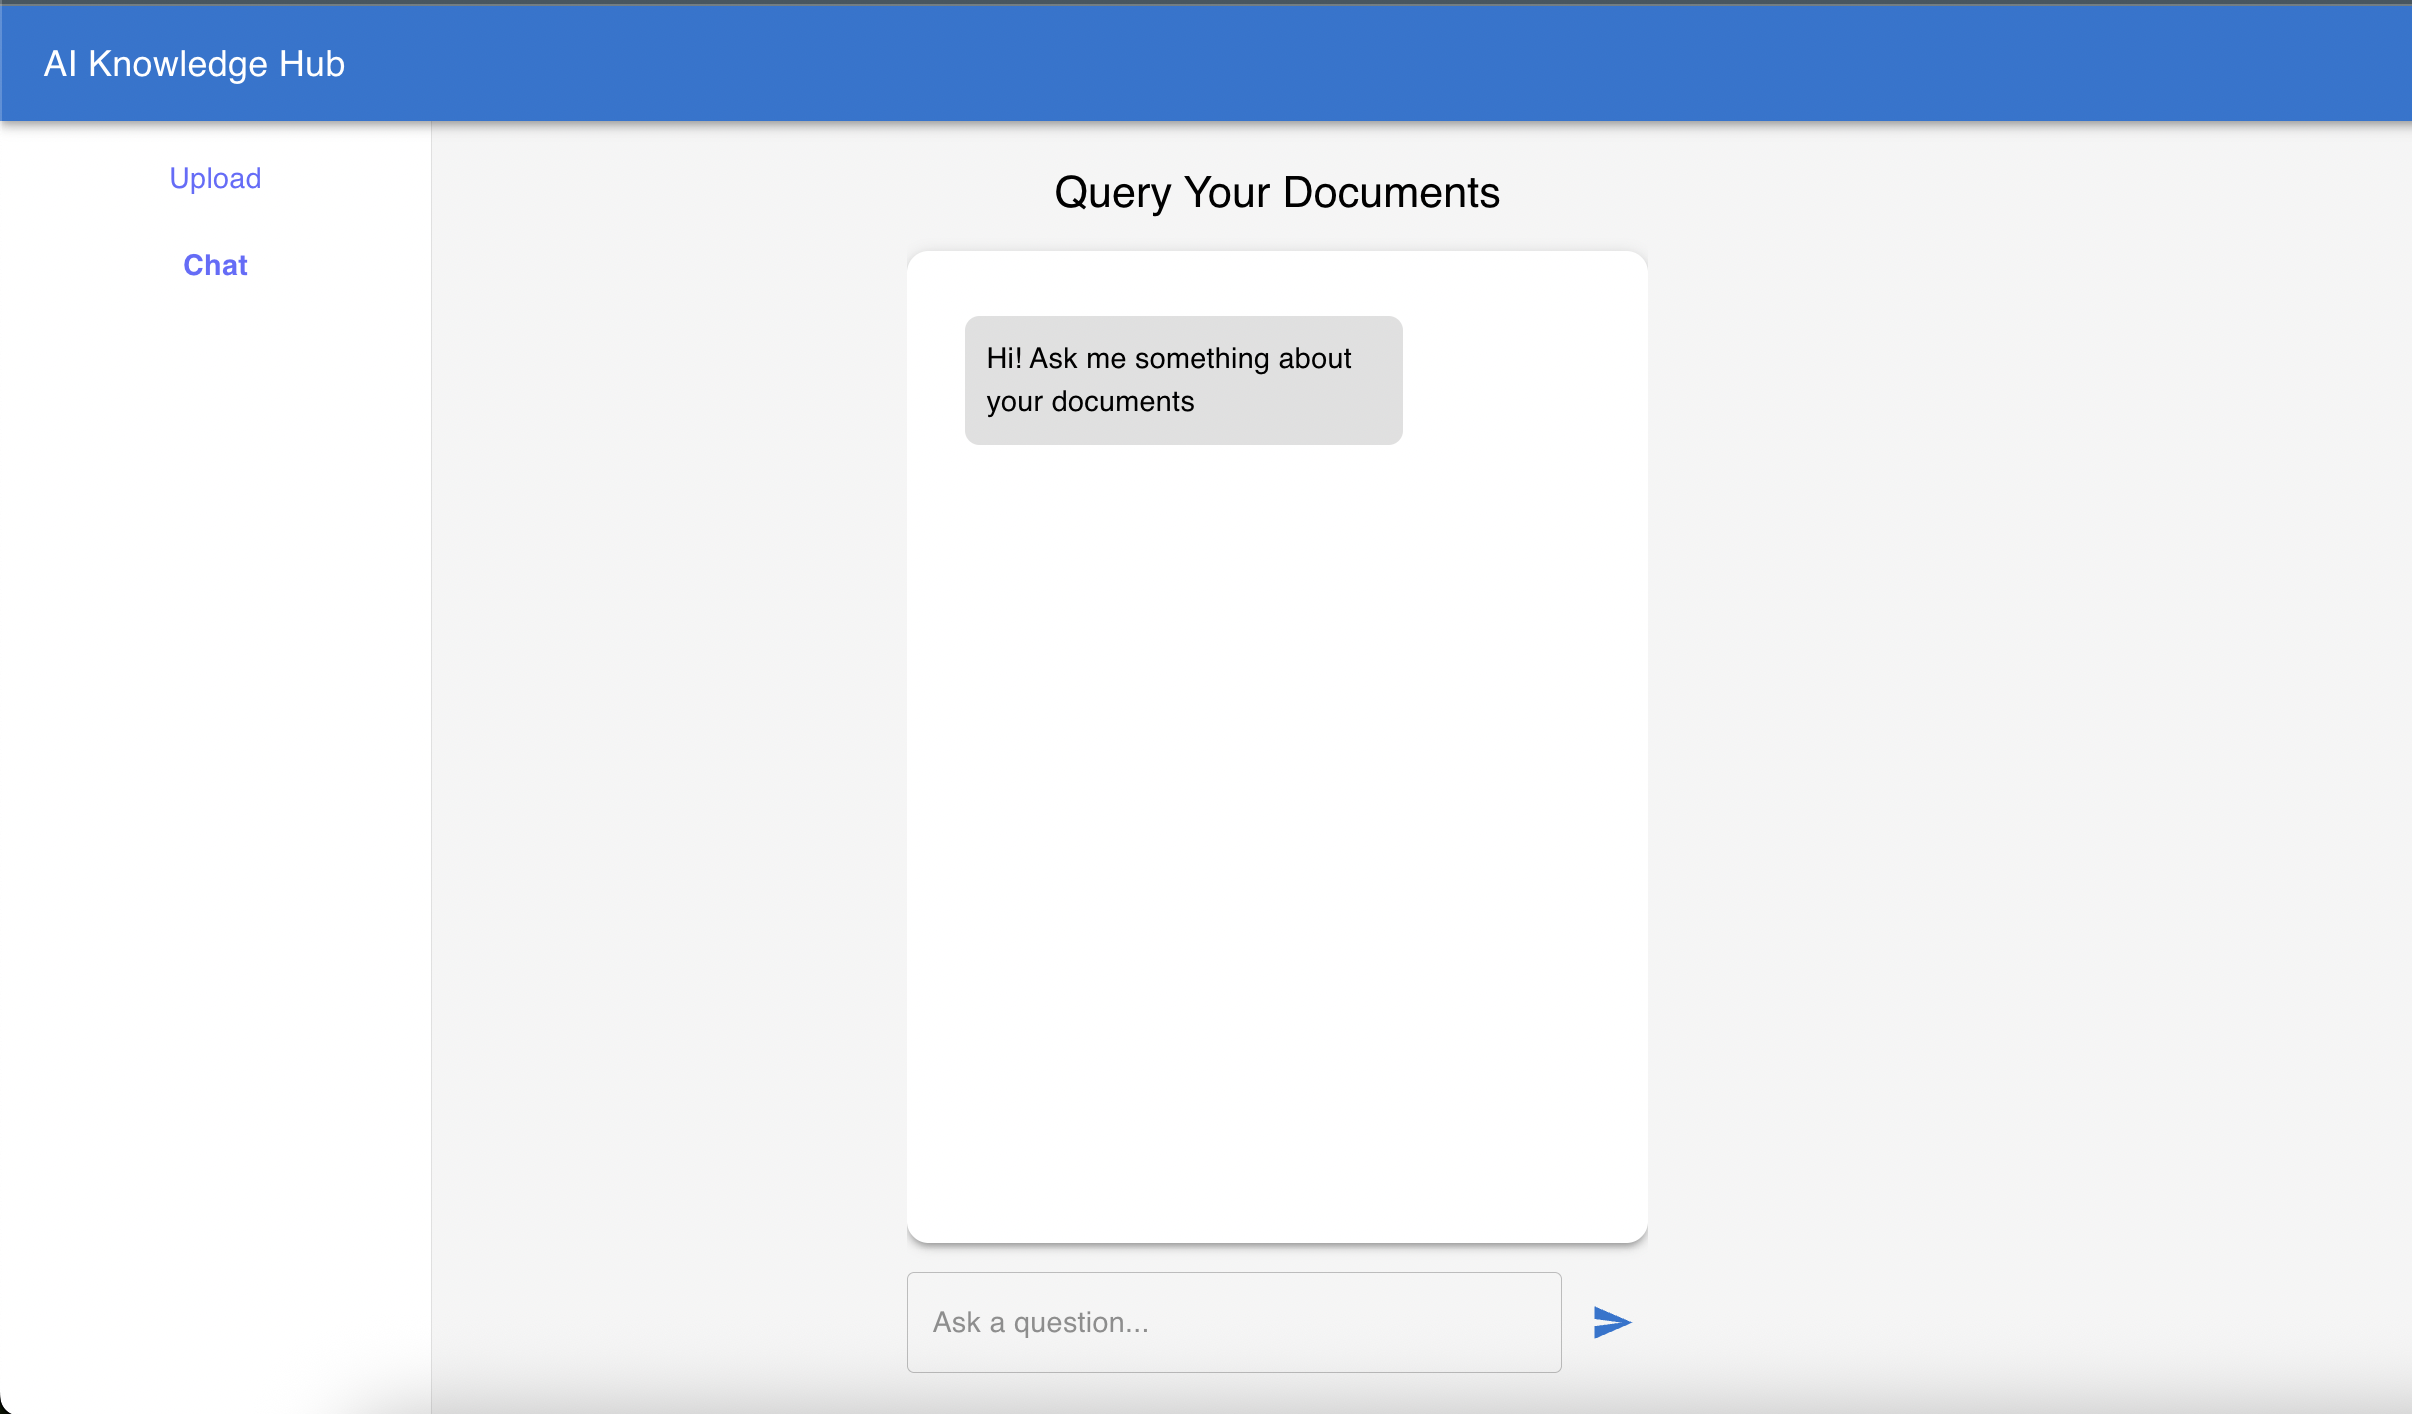 AI Knowledge Hub
Upload
Chat
Query Your Documents
Hi! Ask me something about
your documents
Ask a question...